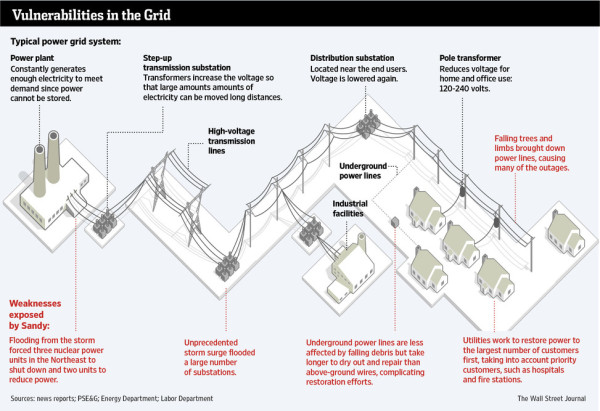 Vulnerabilities in the Grid
Typical power grid system:
Power plant
Constantly generates
enough electricity to meet
demand since power
cannot be stored.
Step-up
transmission substation
Transformers increase the voltage so
that large amounts amounts of
electricity can be moved long distances.
High-voltage
transmission
lines
Distribution substation
Located near the end users.
Voltage is lowered again.
Pole transformer
Reduces voltage for
home and office use:
120-240 volts.
Falling trees and
limbs brought down
power lines, causing
many of the outages.
Underground
power lines
Industrial
facilities
Weaknesses
exposed
by Sandy:
Flooding from the storm
forced three nuclear power
units in the Northeast to
shut down and two units to
reduce power.
Unprecedented
storm surge flooded
a large number
of substations.
Underground power lines are less
affected by falling debris but take
longer to dry out and repair than
above-ground wires, complicating
restoration efforts.
Utilities work to restore power to
the largest number of customers
first, taking into account priority
customers, such as hospitals
and fire stations.
Sources: news reports; PSE&G; Energy Department; Labor Department
The Wall Street Journal